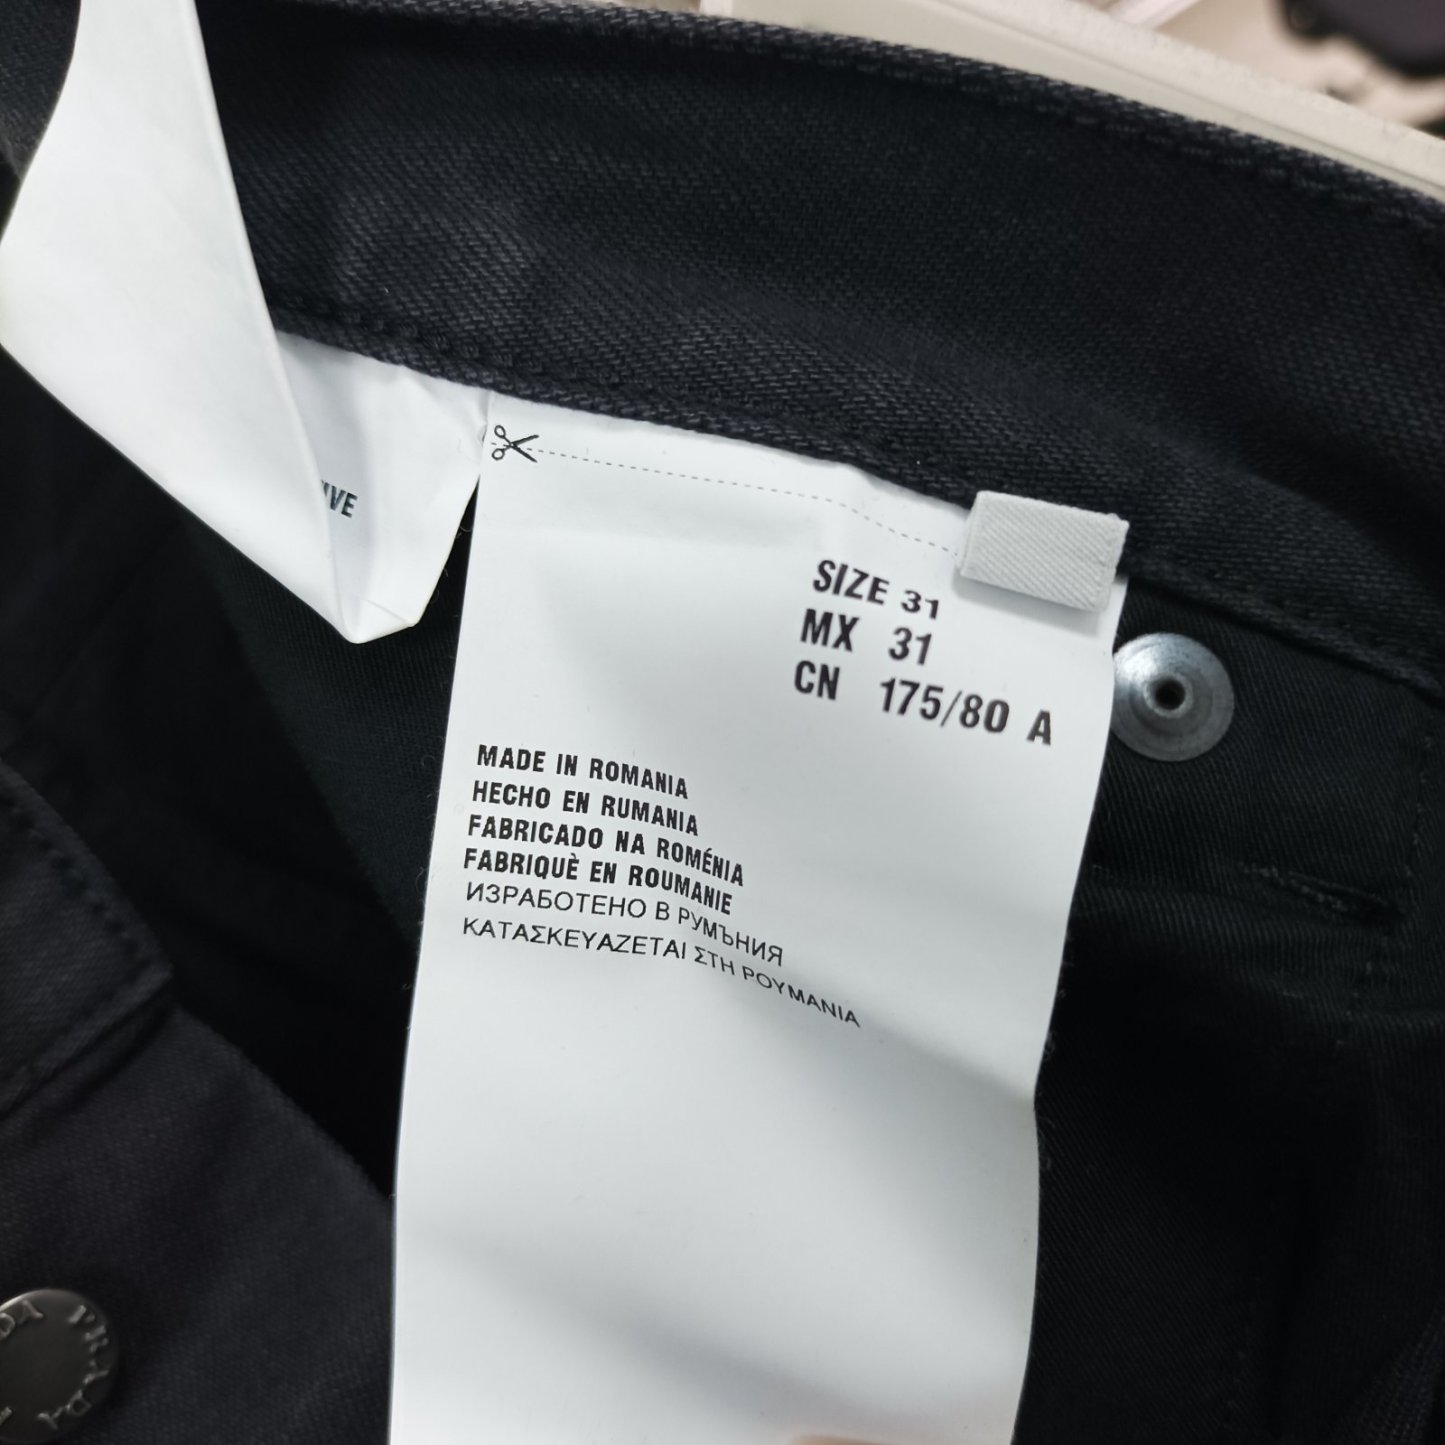 SIZE 31
MX 31
CN 175/80 A
MADE IN ROMANIA
HECHO EN RUMANIA
FABRICADO NA ROMÉNIA
FABRIQUÈ EN ROUMANIE
ИЗРАБОТЕНО В РУМЪНИЯ
ΚΑΤΑΣΚΕΥΑΖΕΤΑΙ ΣΤΗ ΡΟΥΜΑΝΙΑ